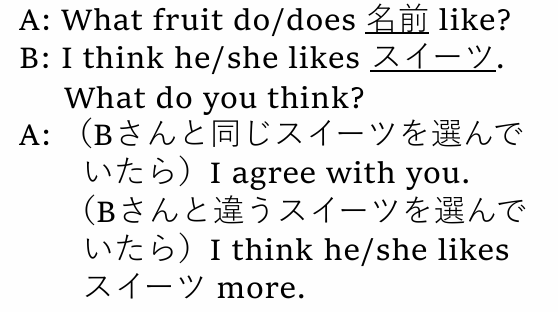 A: What fruit do/does 名前 like?
B: I think he/she likes スイーツ.
What do you think?
A: （Bさんと同じスイーツを選んで
いたら）I agree with you.
（Bさんと違うスイーツを選んで
いたら）I think he/she likes
スイーツ more.